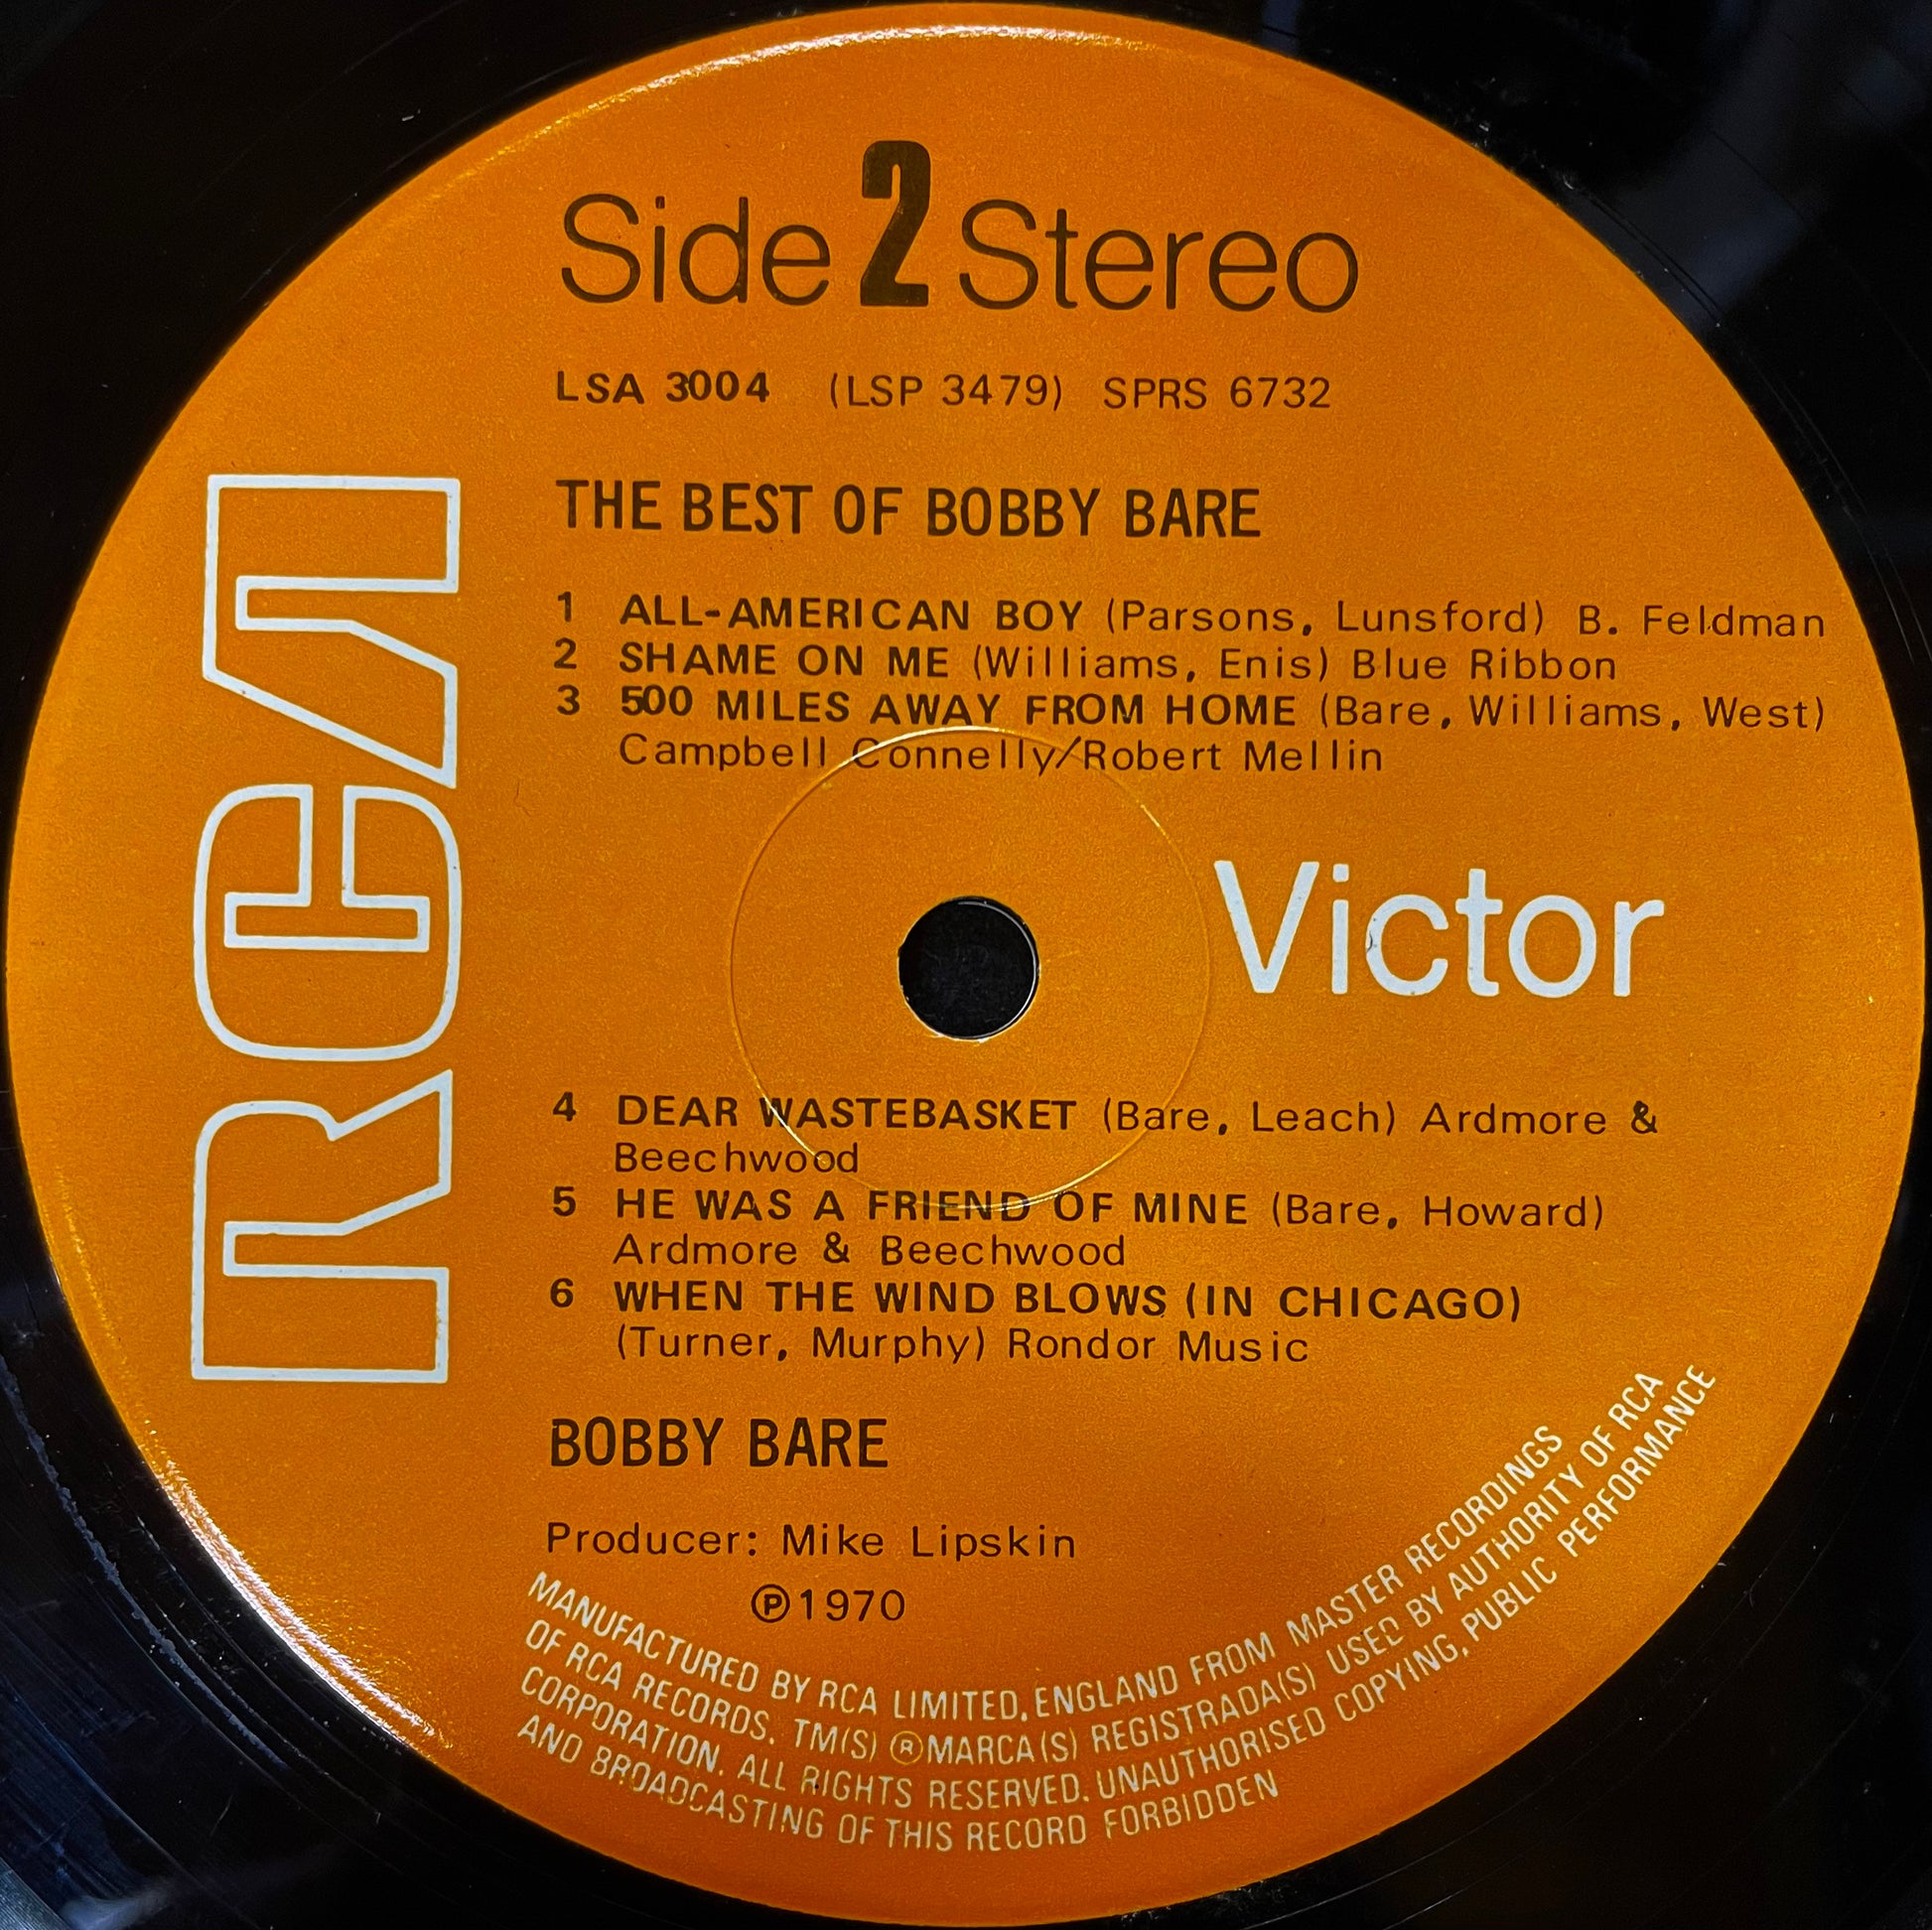 Side 2 Stereo
LSA 3004 (LSP 3479) SPRS 6732
THE BEST OF BOBBY BARE
1 ALL-AMERICAN BOY (Parsons, Lunsford) B. Feldman
2 SHAME ON ME (Williams, Enis) Blue Ribbon
3 500 MILES AWAY FROM HOME (Bare, Williams, West)
Campbell Connelly/Robert Mellin
RCA
Victor
4 DEAR WASTEBASKET (Bare, Leach) Ardmore &
Beechwood
5 HE WAS A FRIEND OF MINE (Bare, Howard)
Ardmore & Beechwood
6 WHEN THE WIND BLOWS (IN CHICAGO)
(Turner, Murphy) Rondor Music
BOBBY BARE
Producer: Mike Lipskin
℗1970
MANUFACTURED BY RCA LIMITED, ENGLAND FROM MASTER RECORDINGS
OF RCA RECORDS. TM(S) ® MARCA(S) REGISTRADA(S) USED BY AUTHORITY OF RCA
CORPORATION. ALL RIGHTS RESERVED. UNAUTHORISED COPYING, PUBLIC PERFORMANCE
AND BROADCASTING OF THIS RECORD FORBIDDEN